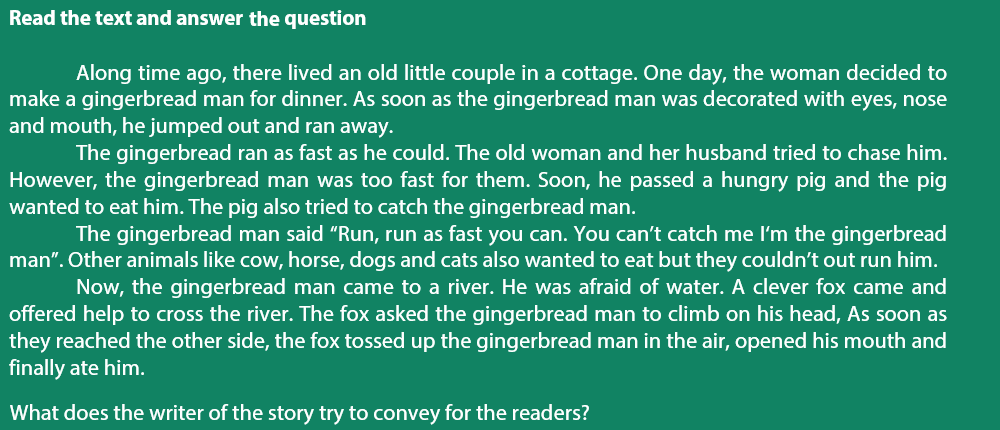 Read the text and answer the question
Along time ago, there lived an old little couple in a cottage. One day, the woman decided to
make a gingerbread man for dinner. As soon as the gingerbread man was decorated with eyes, nose
and mouth, he jumped out and ran away.
The gingerbread ran as fast as he could. The old woman and her husband tried to chase him.
However, the gingerbread man was too fast for them. Soon, he passed a hungry pig and the pig
wanted to eat him. The pig also tried to catch the gingerbread man.
The gingerbread man said “Run, run as fast you can. You can’t catch me I‘m the gingerbread
man”. Other animals like cow, horse, dogs and cats also wanted to eat but they couldn’t out run him.
Now, the gingerbread man came to a river. He was afraid of water. A clever fox came and
offered help to cross the river. The fox asked the gingerbread man to climb on his head, As soon as
they reached the other side, the fox tossed up the gingerbread man in the air, opened his mouth and
finally ate him.
What does the writer of the story try to convey for the readers?